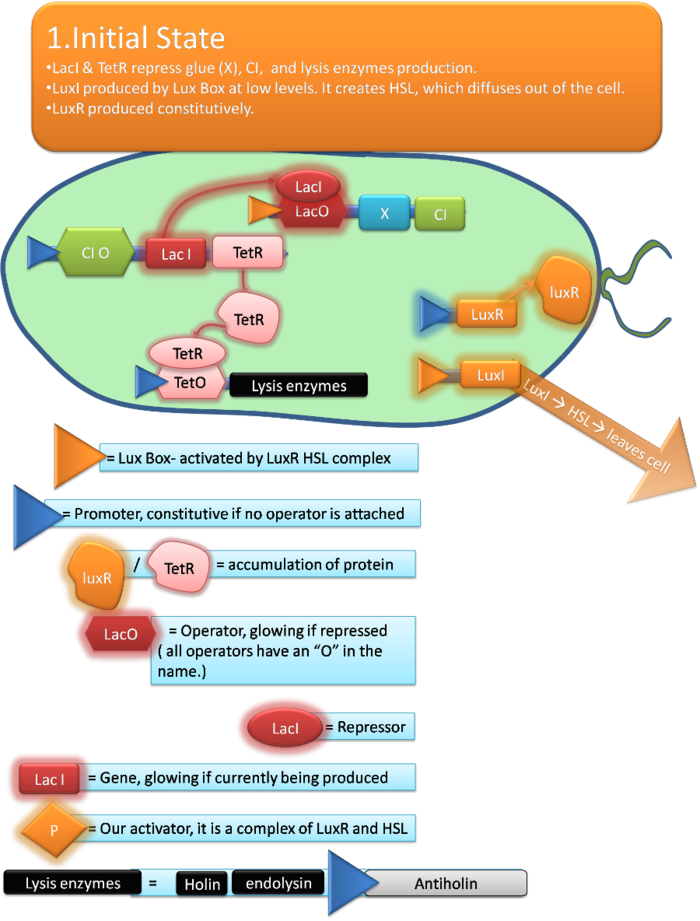 1.Initial State
•LacI & TetR repress glue (X), CI, and lysis enzymes production.
•LuxI produced by Lux Box at low levels. It creates HSL, which diffuses out of the cell.
•LuxR produced constitutively.
LacI
LacO
X
CI
CI O
Lac I
TetR
TetR
luxR
LuxR
TetR
TetO
Lysis enzymes
LuxI
LuxI → HSL → leaves cell
= Lux Box- activated by LuxR HSL complex
= Promoter, constitutive if no operator is attached
luxR / TetR = accumulation of protein
LacO = Operator, glowing if repressed
( all operators have an “O” in the
name.)
LacI = Repressor
Lac I = Gene, glowing if currently being produced
P = Our activator, it is a complex of LuxR and HSL
Lysis enzymes = Holin endolysin Antiholin